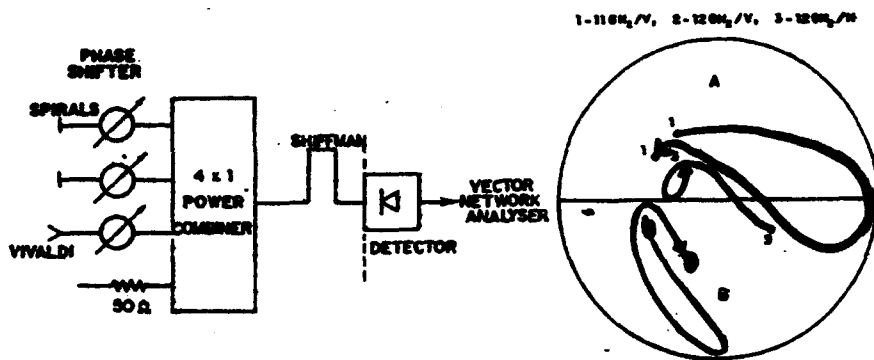 1-11GHz/V, 2-12GHz/V, 3-12GHz/H
PHASE
SHIFTER
SPIRALS
4 x 1
POWER
COMBINER
SHIFFMAN
VECTOR
NETWORK
ANALYSER
DETECTOR
VIVALDI
50 Ω
A
1
1
3
B